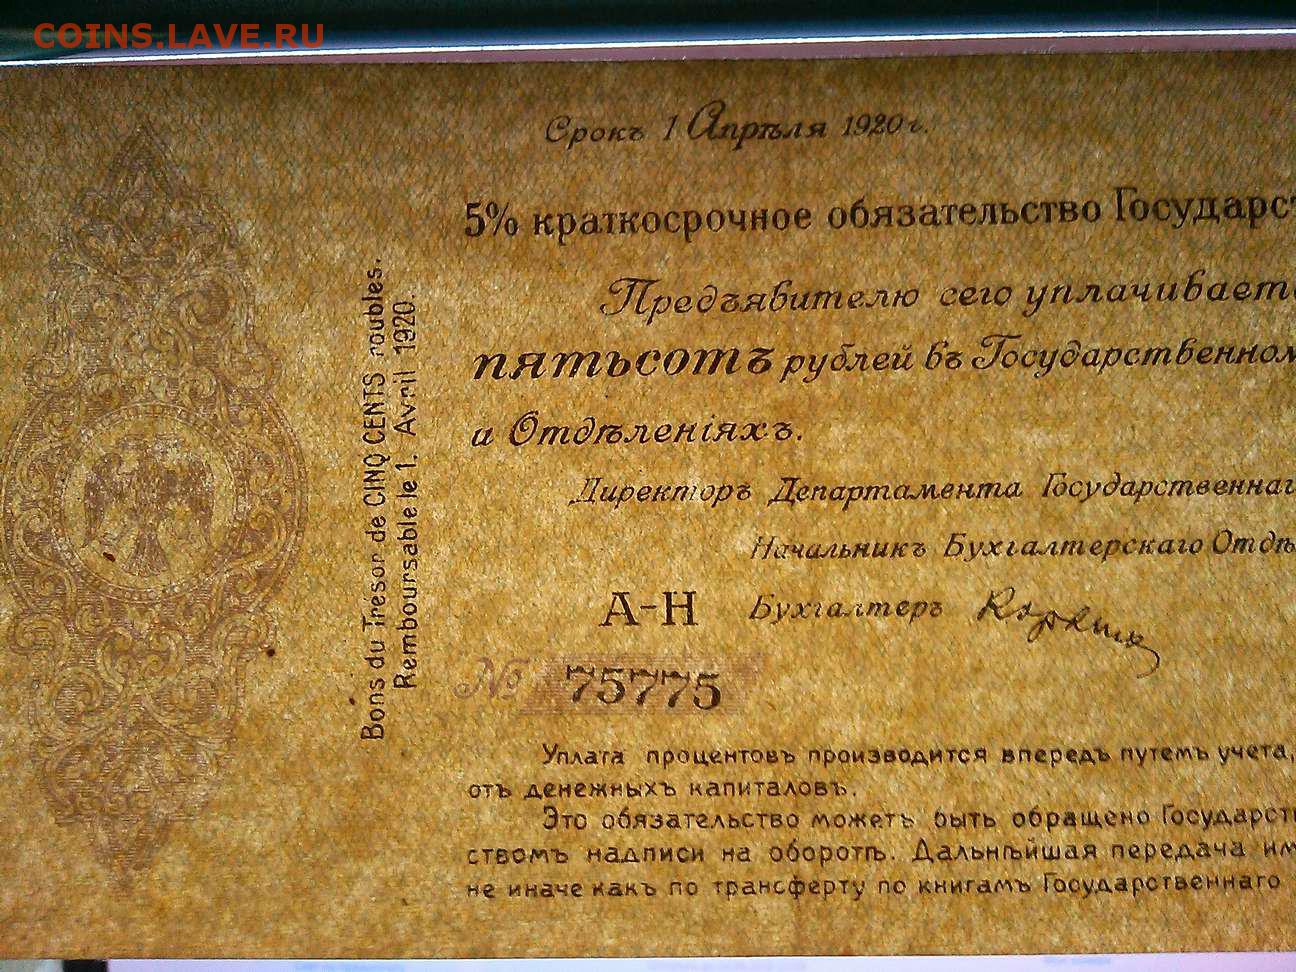 COINS.LAVE.RU
Срокъ 1 Апрѣля 1920 г.
5% краткосрочное обязательство Государст
Предъявителю сего уплачивает
пятьсотъ рублей въ Государственном
и Отдѣленіяхъ.
Директоръ Департамента Государственнаг
Начальникъ Бухгалтерскаго Отдѣ
А-Н Бухгалтеръ
№ 75775
Уплата процентовъ производится впередъ путемъ учета,
отъ денежныхъ капиталовъ.
Это обязательство можетъ быть обращено Государст
ствомъ надписи на оборотѣ. Дальнѣйшая передача им
не иначе какъ по трансферту по книгамъ Государственнаго
Bons du Trésor de CINQ CENTS roubles.
Remboursable le 1. Avril 1920.